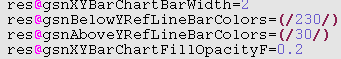 res@gsnXYBarChartBarWidth=2
res@gsnBelowYRefLineBarColors=(/230/)
res@gsnAboveYRefLineBarColors=(/30/)
res@gsnXYBarChartFillOpacityF=0.2